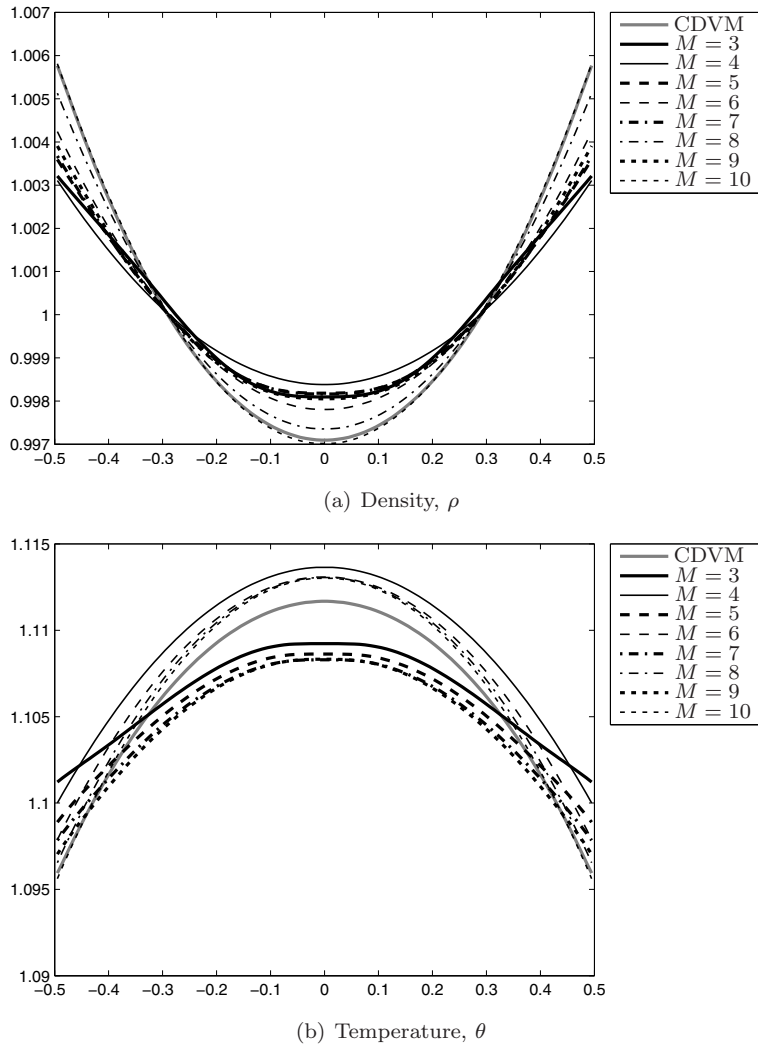 1.007
1.006
1.005
1.004
1.003
1.002
1.001
1
0.999
0.998
0.997
−0.5 −0.4 −0.3 −0.2 −0.1 0 0.1 0.2 0.3 0.4 0.5
CDVM
M = 3
M = 4
M = 5
M = 6
M = 7
M = 8
M = 9
M = 10
(a) Density, ρ
1.115
1.11
1.105
1.1
1.095
1.09
−0.5 −0.4 −0.3 −0.2 −0.1 0 0.1 0.2 0.3 0.4 0.5
CDVM
M = 3
M = 4
M = 5
M = 6
M = 7
M = 8
M = 9
M = 10
(b) Temperature, θ